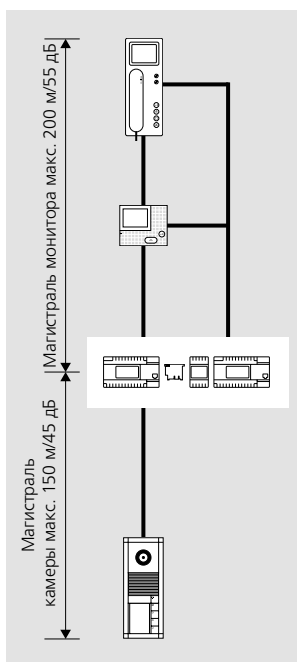 Магистраль монитора макс. 200 м/55 дБ
Магистраль
камеры макс. 150 м/45 дБ